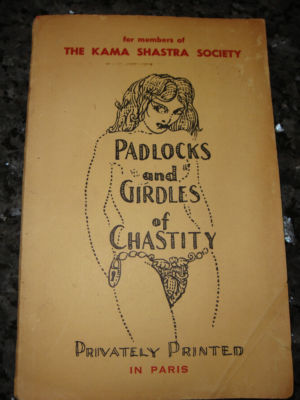 for members of
THE KAMA SHASTRA SOCIETY
PADLOCKS
and
GIRDLES
of
CHASTITY
PRIVATELY PRINTED
IN PARIS